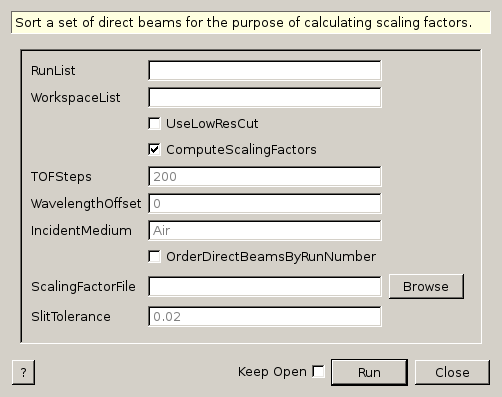 Sort a set of direct beams for the purpose of calculating scaling factors.
RunList
WorkspaceList
UseLowResCut
ComputeScalingFactors
TOFSteps 200
WavelengthOffset 0
IncidentMedium Air
OrderDirectBeamsByRunNumber
ScalingFactorFile Browse
SlitTolerance 0.02
? Keep Open Run Close